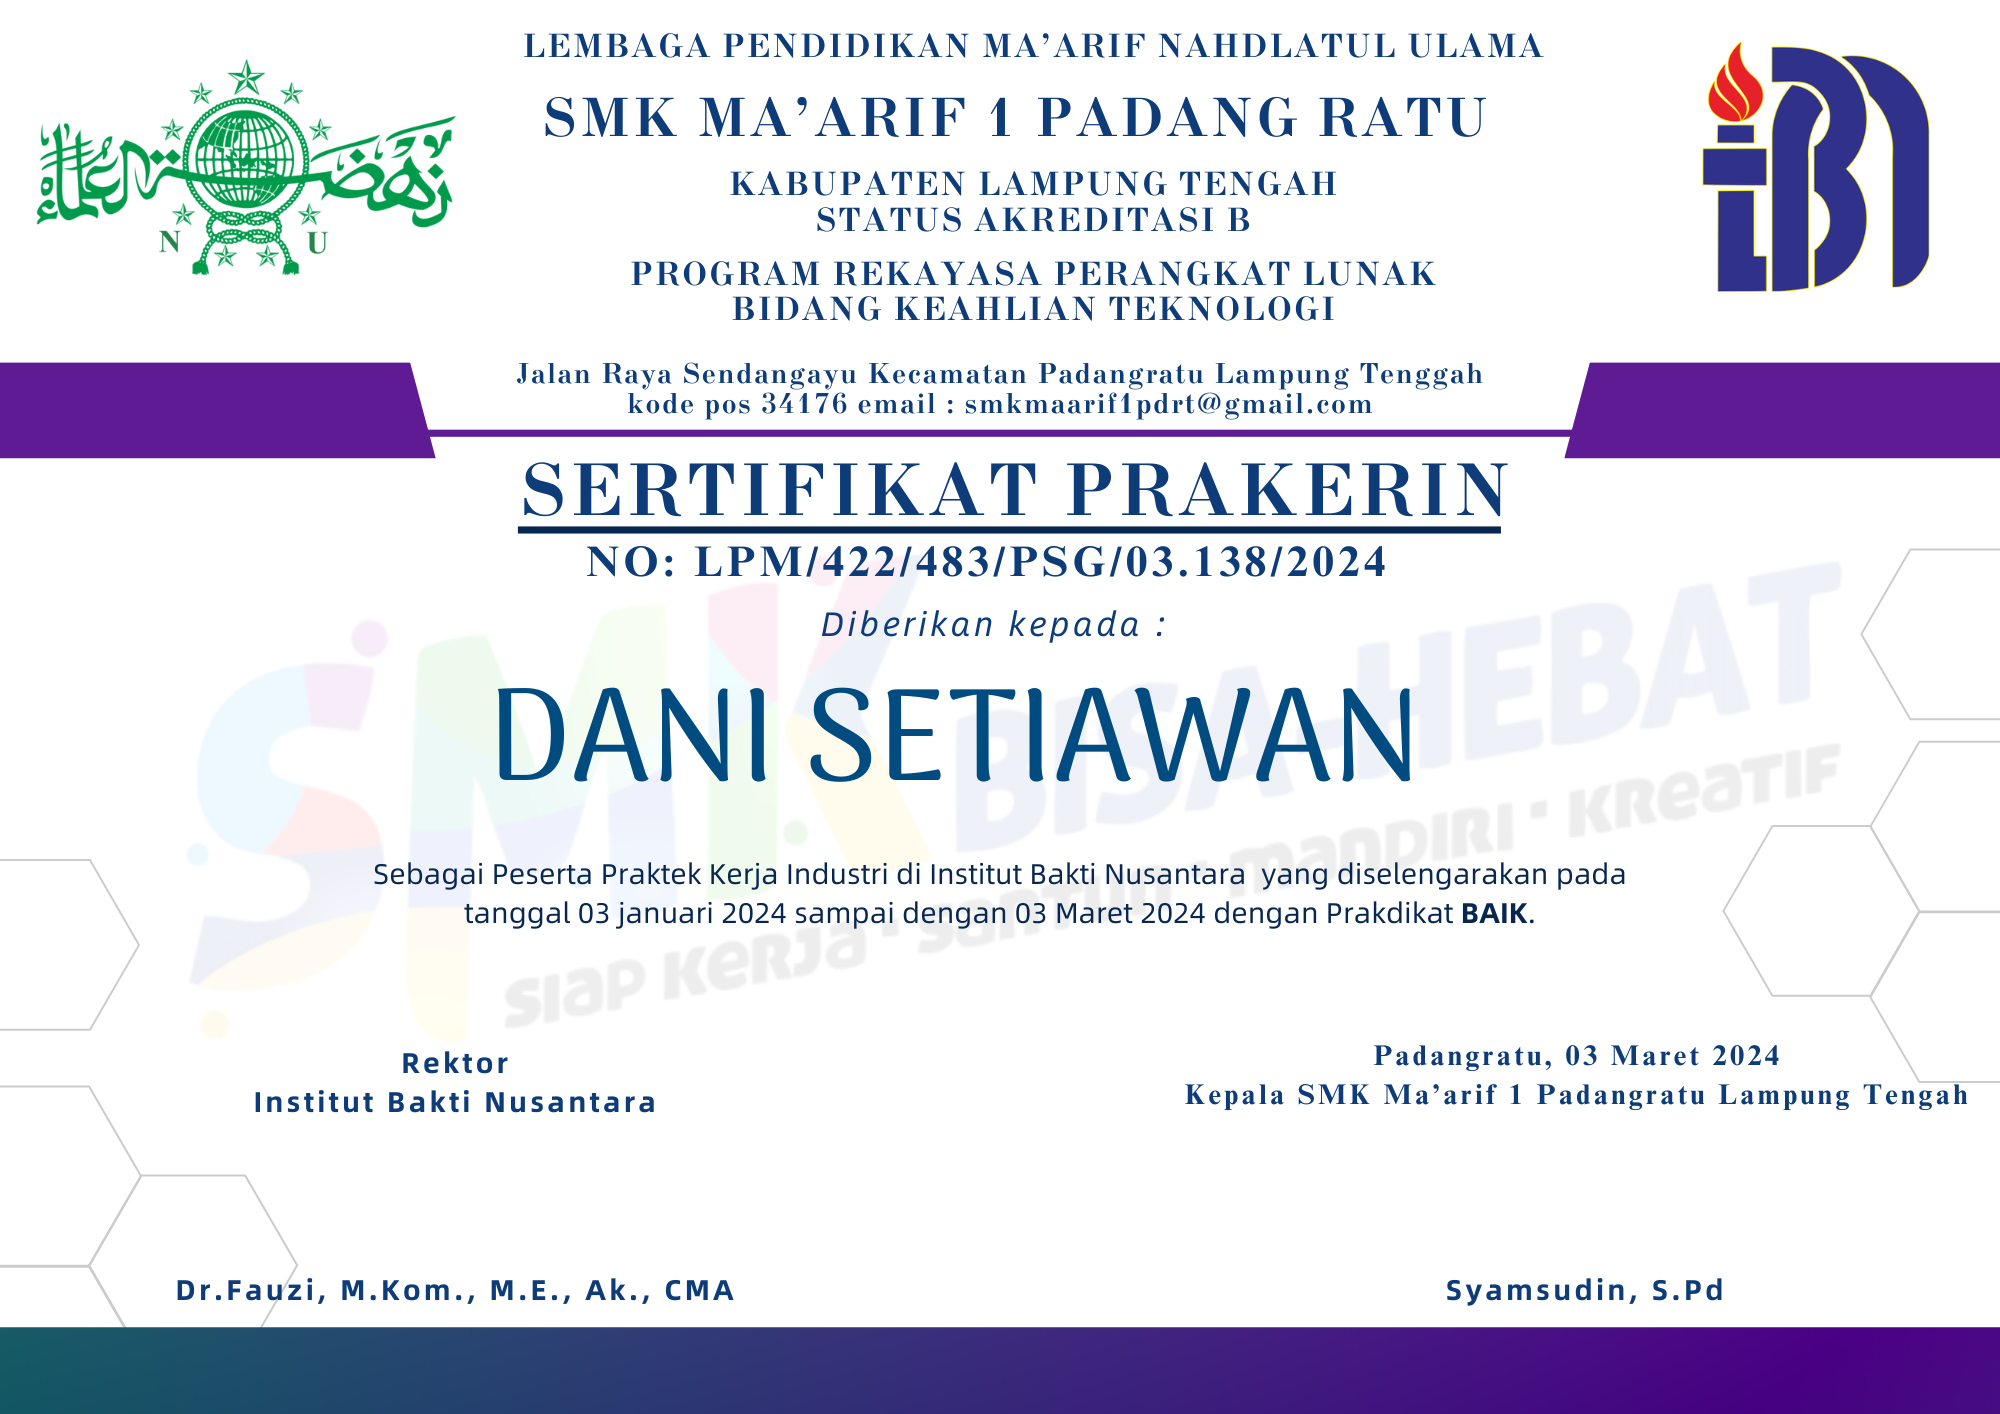 LEMBAGA PENDIDIKAN MA’ARIF NAHDLATUL ULAMA
SMK MA’ARIF 1 PADANG RATU
KABUPATEN LAMPUNG TENGAH
STATUS AKREDITASI B
PROGRAM REKAYASA PERANGKAT LUNAK
BIDANG KEAHLIAN TEKNOLOGI
نهضة العلماء
N U
IBN
Jalan Raya Sendangayu Kecamatan Padangratu Lampung Tenggah
kode pos 34176 email : smkmaarif1pdrt@gmail.com
SERTIFIKAT PRAKERIN
NO: LPM/422/483/PSG/03.138/2024
Diberikan kepada :
DANI SETIAWAN
SMK BISA-HEBAT
SIAP KERJA · SANTUN · MANDIRI · KREATIF
Sebagai Peserta Praktek Kerja Industri di Institut Bakti Nusantara  yang diselengarakan pada
tanggal 03 januari 2024 sampai dengan 03 Maret 2024 dengan Prakdikat BAIK.
Rektor
Institut Bakti Nusantara
Dr.Fauzi, M.Kom., M.E., Ak., CMA
Padangratu, 03 Maret 2024
Kepala SMK Ma’arif 1 Padangratu Lampung Tengah
Syamsudin, S.Pd